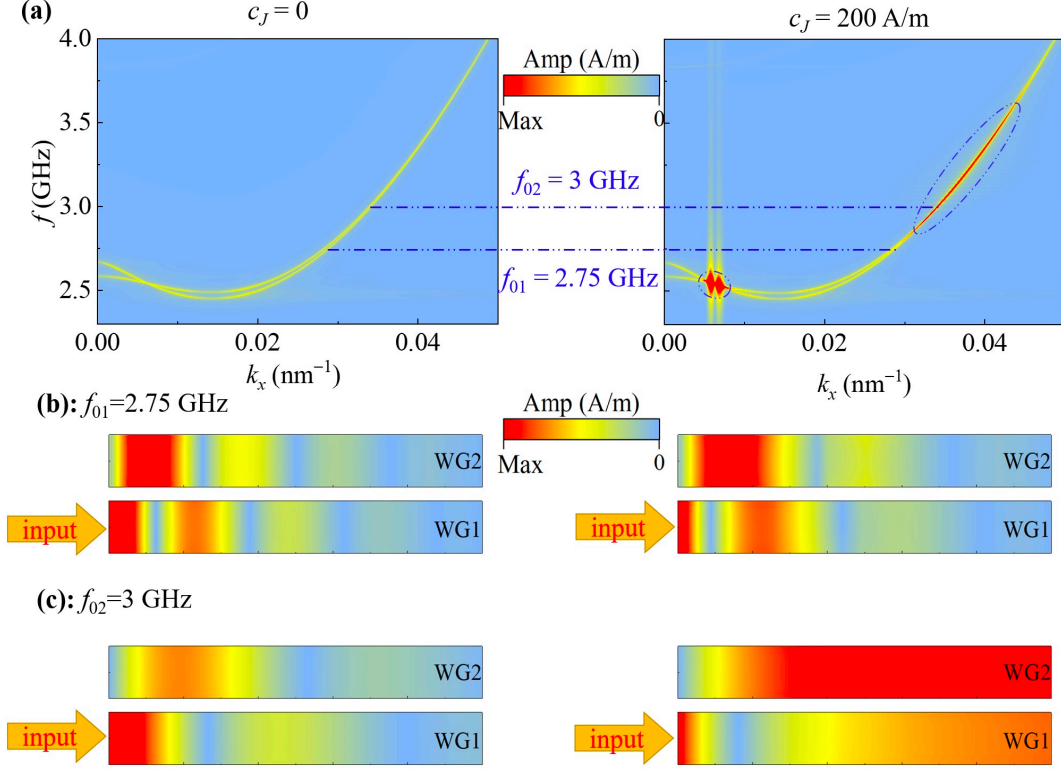 (a)
c_J = 0
c_J = 200 A/m
Amp (A/m)
Max
0
f (GHz)
4.0
3.5
3.0
2.5
f_02 = 3 GHz
f_01 = 2.75 GHz
0.00 0.02 0.04
k_x (nm⁻¹)
0.00 0.02 0.04
k_x (nm⁻¹)
(b): f_01=2.75 GHz
Amp (A/m)
Max
0
WG2
WG2
input
WG1
input
WG1
(c): f_02=3 GHz
WG2
WG2
input
WG1
input
WG1